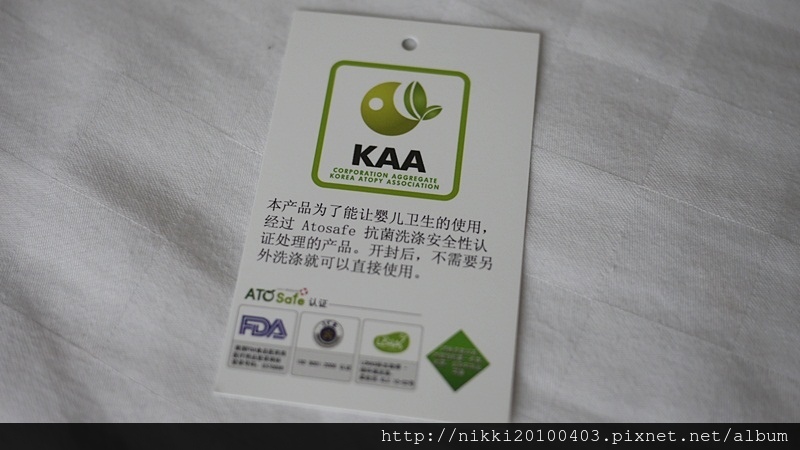 KAA
CORPORATION AGGREGATE
KOREA ATOPY ASSOCIATION
本产品为了能让婴儿卫生的使用，
经过 Atosafe 抗菌洗涤安全性认
证处理的产品。开封后，不需要另
外洗涤就可以直接使用。
ATO Safe 认证
FDA
http://nikki20100403.pixnet.net/album